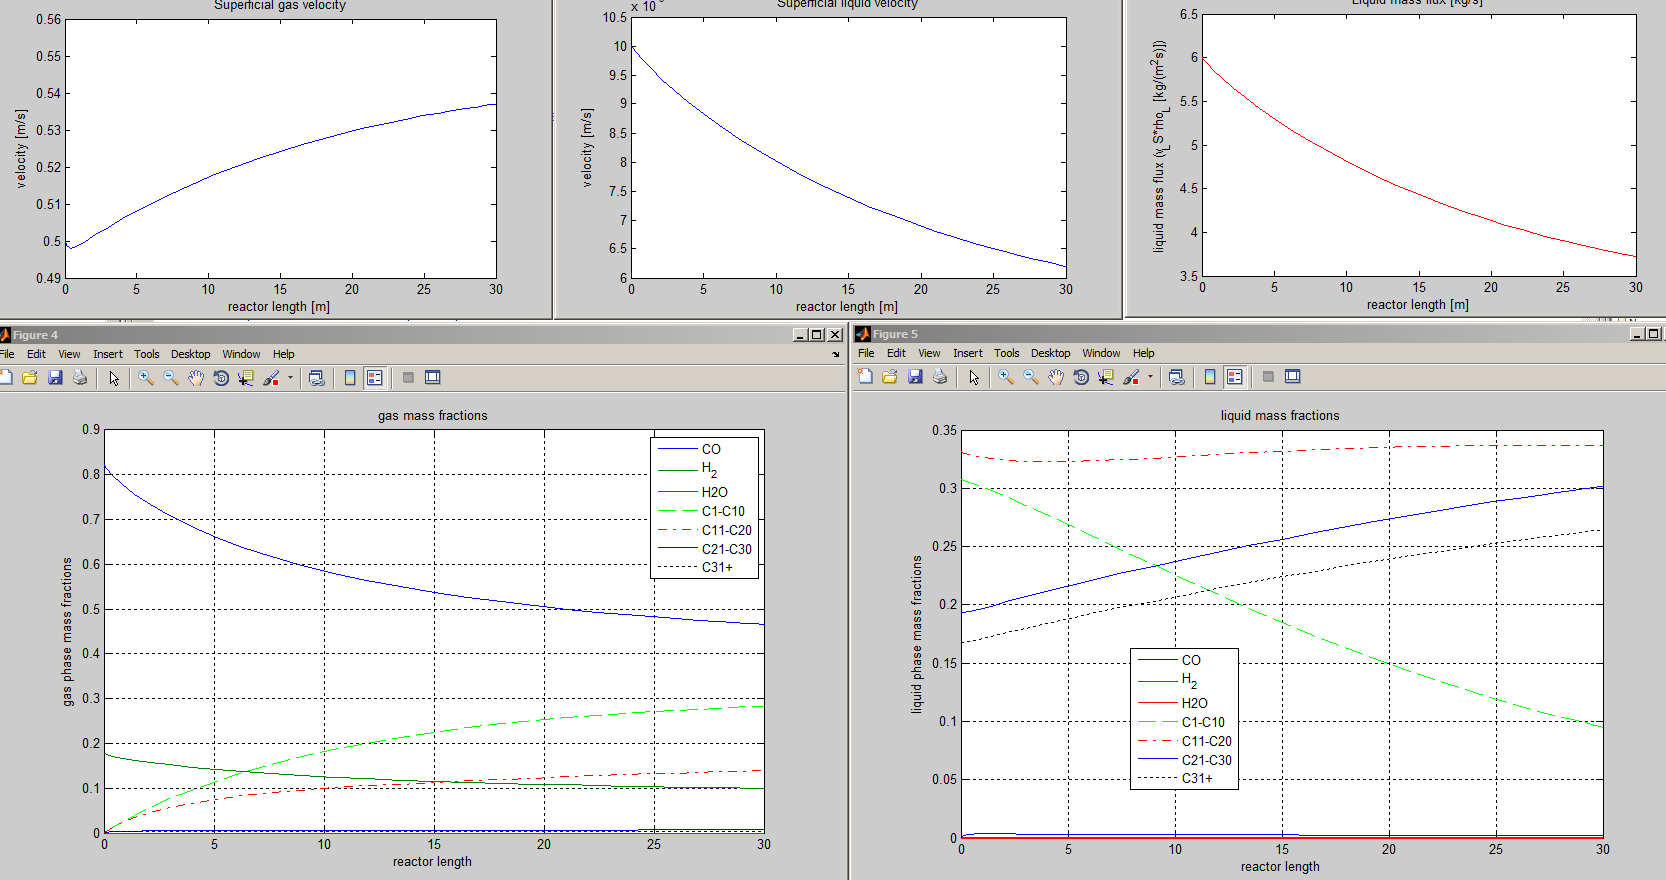 Superficial gas velocity
0.56
0.55
0.54
0.53
0.52
0.51
0.5
0.49
velocity [m/s]
0 5 10 15 20 25 30
reactor length [m]
Superficial liquid velocity
x 10
10.5
10
9.5
9
8.5
8
7.5
7
6.5
6
velocity [m/s]
0 5 10 15 20 25 30
reactor length [m]
Liquid mass flux [kg/s]
6.5
6
5.5
5
4.5
4
3.5
liquid mass flux (v_L S*rho_L [kg/(m²s)])
0 5 10 15 20 25 30
reactor length [m]
Figure 4
File Edit View Insert Tools Desktop Window Help
gas mass fractions
0.9
0.8
0.7
0.6
0.5
0.4
0.3
0.2
0.1
0
gas phase mass fractions
CO
H₂
H2O
C1-C10
C11-C20
C21-C30
C31+
0 5 10 15 20 25 30
reactor length
Figure 5
File Edit View Insert Tools Desktop Window Help
liquid mass fractions
0.35
0.3
0.25
0.2
0.15
0.1
0.05
0
liquid phase mass fractions
CO
H₂
H2O
C1-C10
C11-C20
C21-C30
C31+
0 5 10 15 20 25 30
reactor length